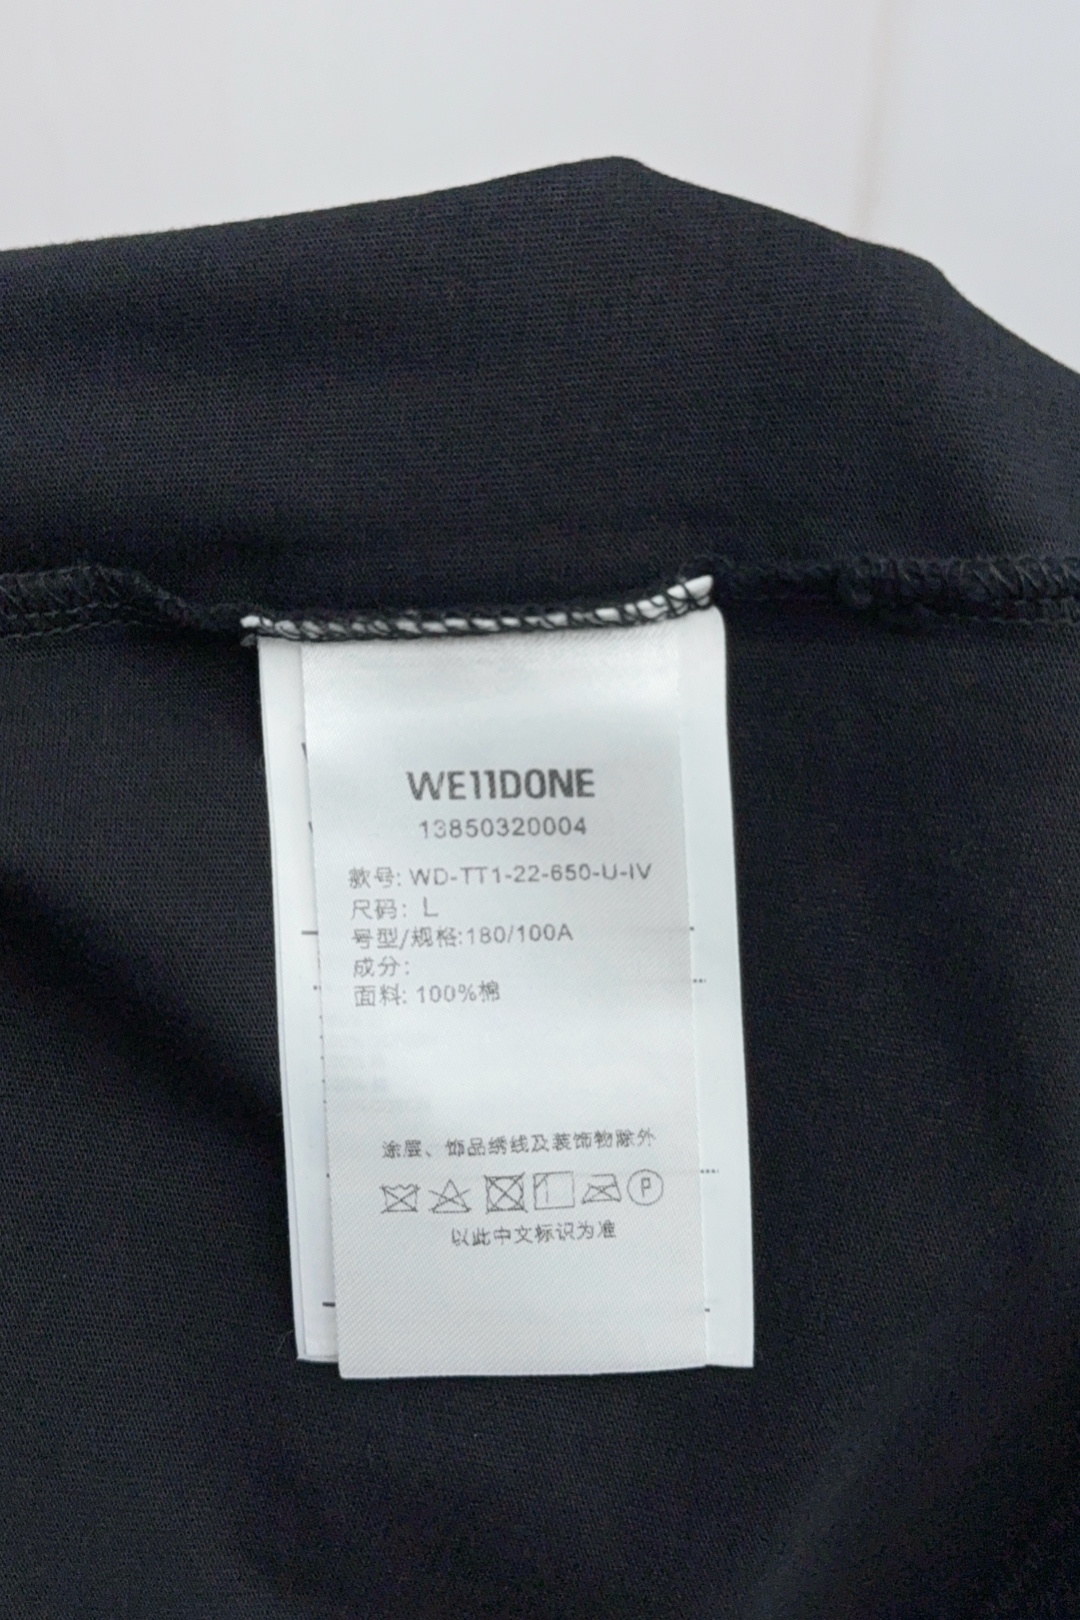 WE11DONE
13850320004
款号: WD-TT1-22-650-U-IV
尺码: L
号型/规格:180/100A
成分:
面料: 100%棉
涂层、饰品绣线及装饰物除外
P
以此中文标识为准